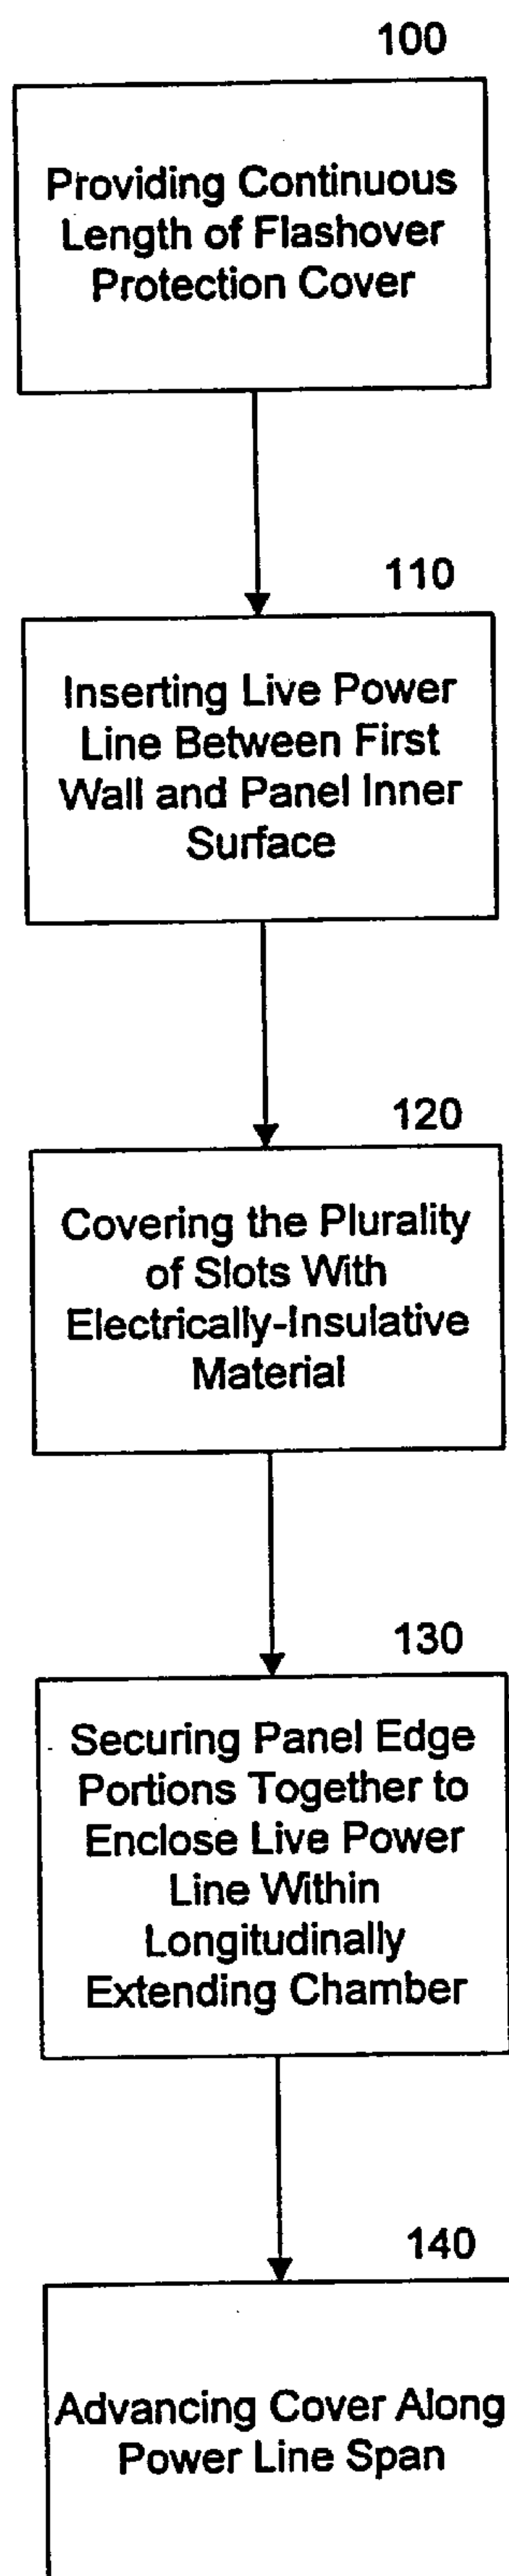 100
Providing Continuous
Length of Flashover
Protection Cover
110
Inserting Live Power
Line Between First
Wall and Panel Inner
Surface
120
Covering the Plurality
of Slots With
Electrically-Insulative
Material
130
Securing Panel Edge
Portions Together to
Enclose Live Power
Line Within
Longitudinally
Extending Chamber
140
Advancing Cover Along
Power Line Span